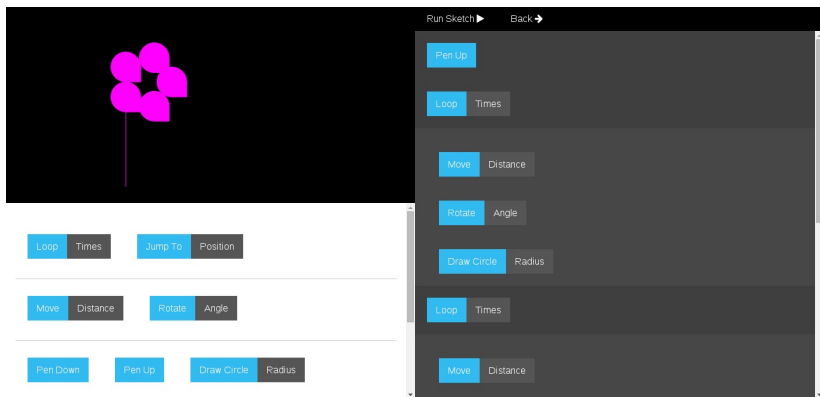 Run Sketch Back
Pen Up
Loop Times
Move Distance
Rotate Angle
Draw Circle Radius
Loop Times
Move Distance
Loop Times Jump To Position
Move Distance Rotate Angle
Pen Down Pen Up Draw Circle Radius